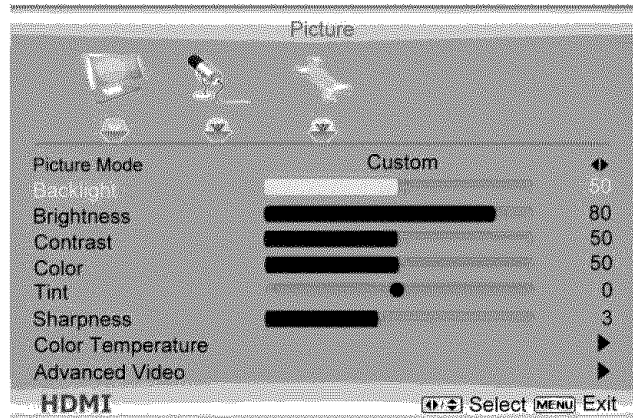 Picture
Picture Mode Custom
Backlight 50
Brightness 80
Contrast 50
Color 50
Tint 0
Sharpness 3
Color Temperature
Advanced Video
HDMI Select MENU Exit